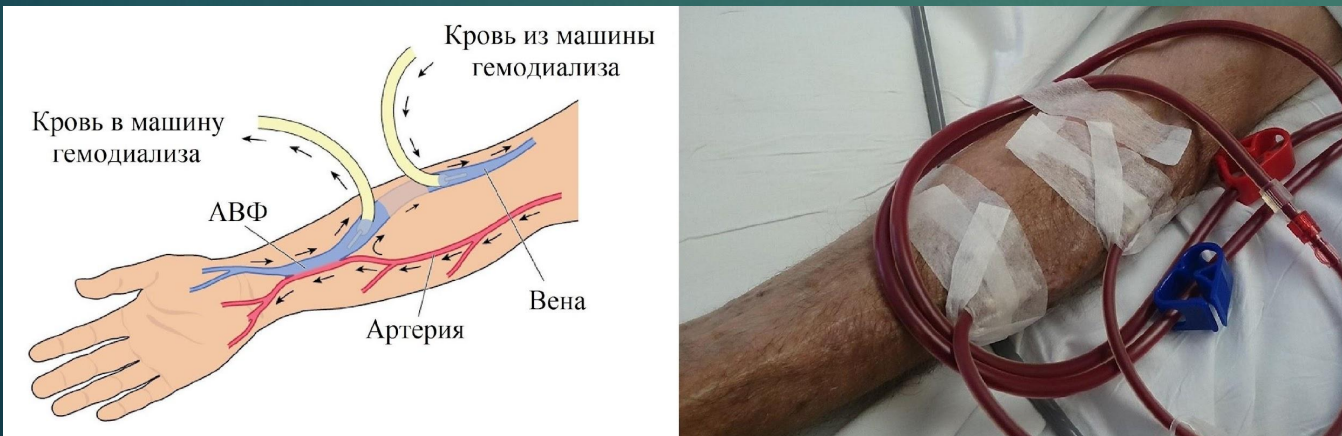 Кровь из машины
гемодиализа
Кровь в машину
гемодиализа
АВФ
Вена
Артерия